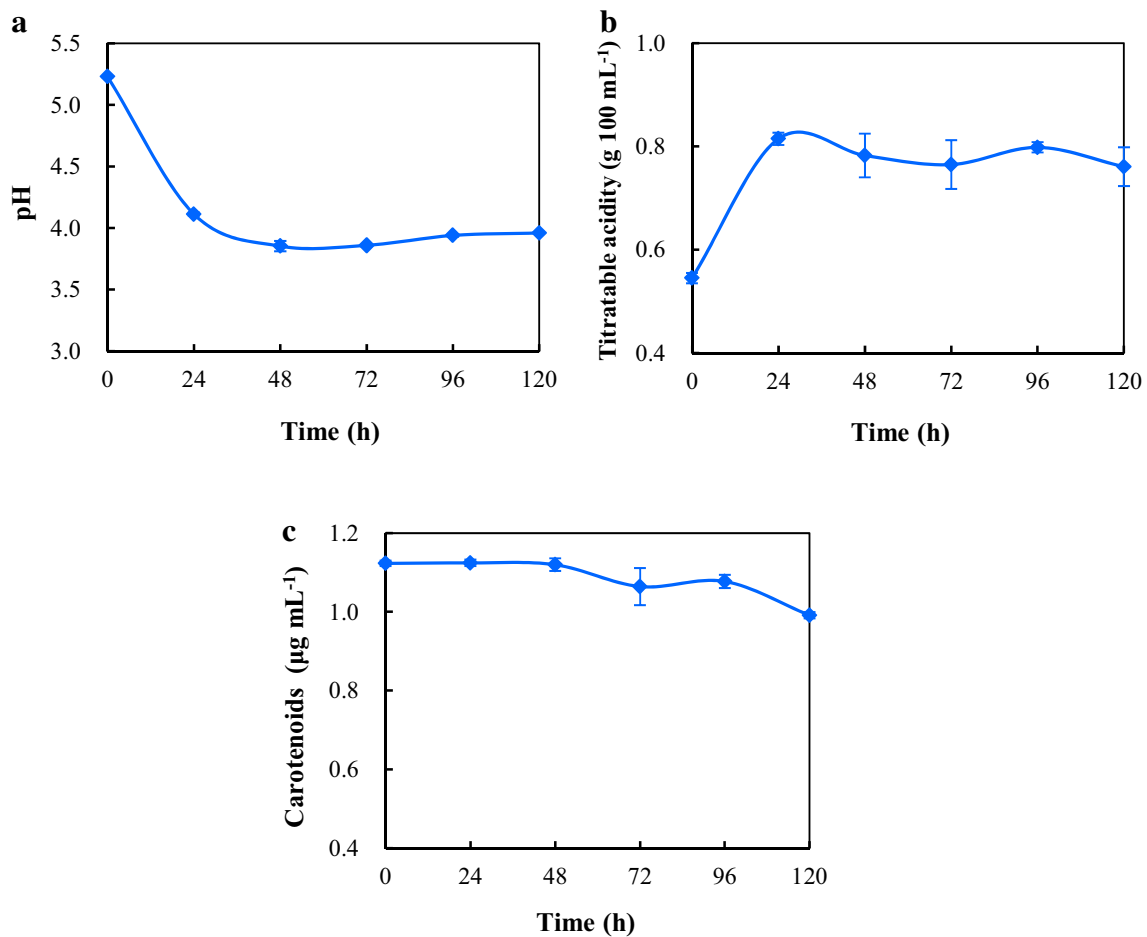 a
pH
5.5
5.0
4.5
4.0
3.5
3.0
0 24 48 72 96 120
Time (h)
b
Titratable acidity (g 100 mL⁻¹)
1.0
0.8
0.6
0.4
0 24 48 72 96 120
Time (h)
c
Carotenoids (µg mL⁻¹)
1.2
1.0
0.8
0.6
0.4
0 24 48 72 96 120
Time (h)